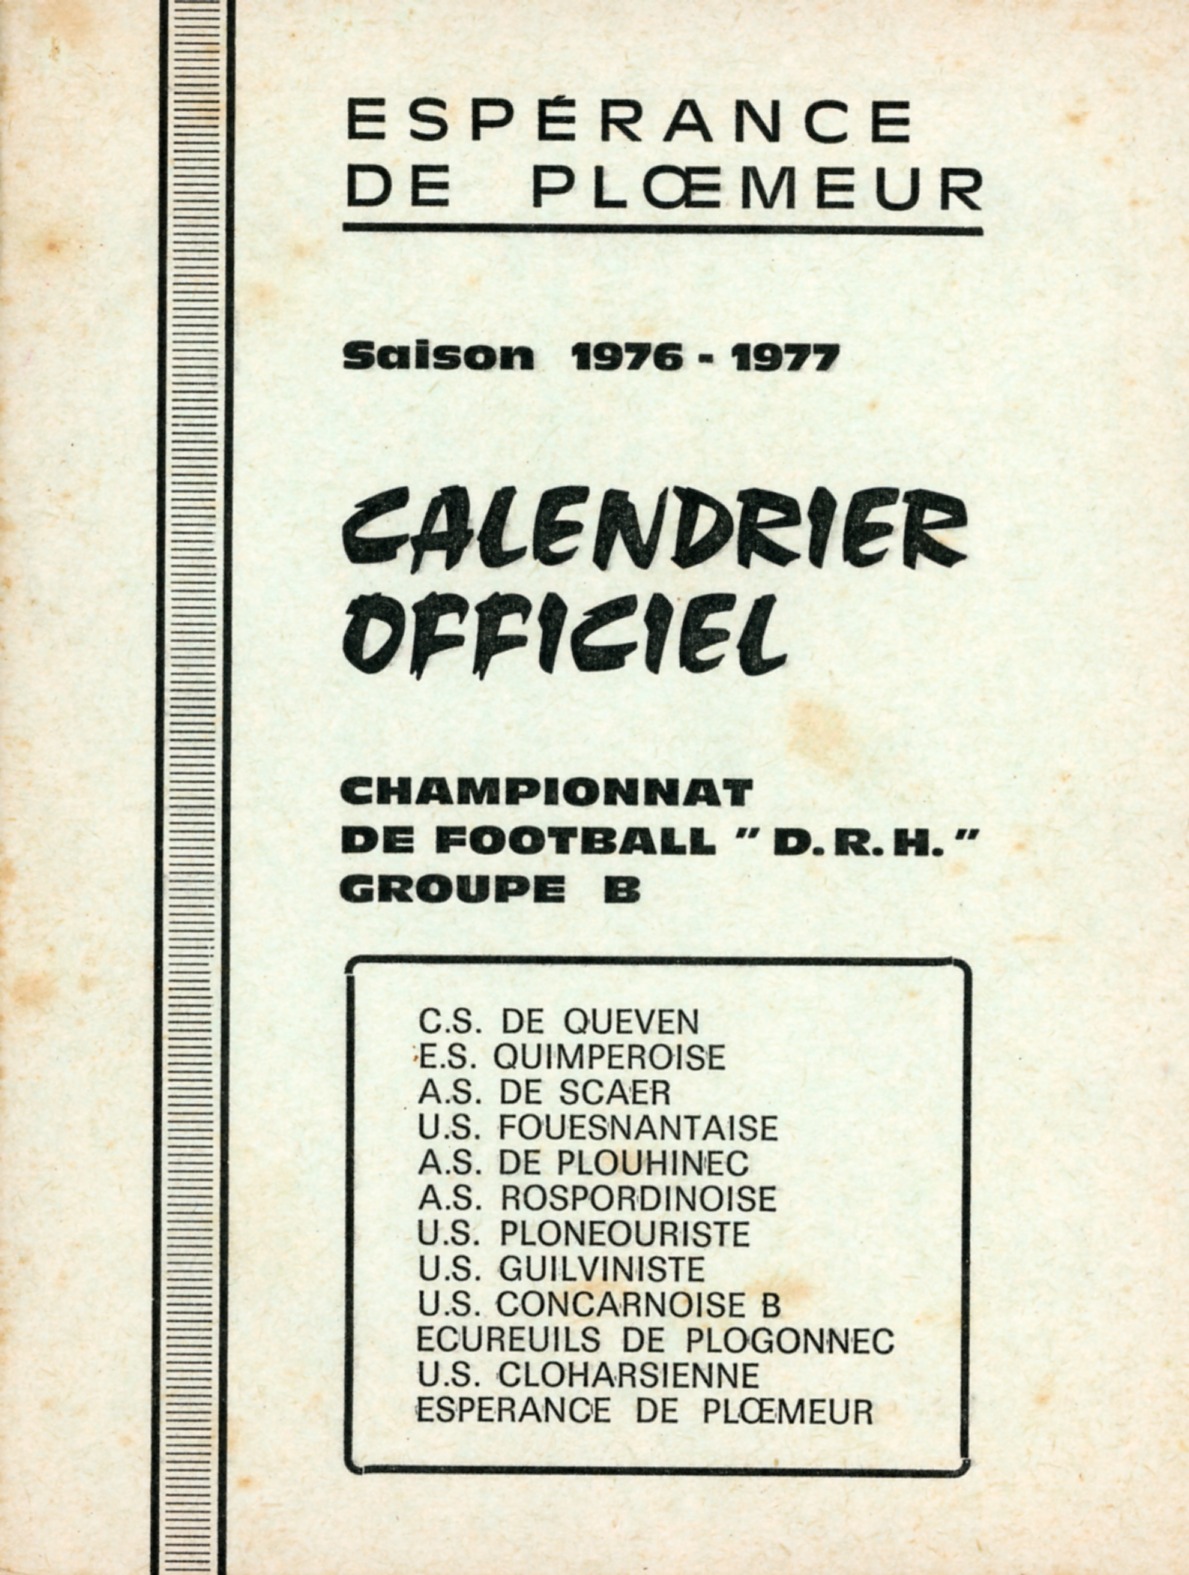 ESPÉRANCE
DE PLŒMEUR
Saison 1976 - 1977
CALENDRIER
OFFICIEL
CHAMPIONNAT
DE FOOTBALL " D.R.H. "
GROUPE B
C.S. DE QUEVEN
E.S. QUIMPEROISE
A.S. DE SCAER
U.S. FOUESNANTAISE
A.S. DE PLOUHINEC
A.S. ROSPORDINOISE
U.S. PLONEOURISTE
U.S. GUILVINISTE
U.S. CONCARNOISE B
ECUREUILS DE PLOGONNEC
U.S. CLOHARSIENNE
ESPERANCE DE PLŒMEUR